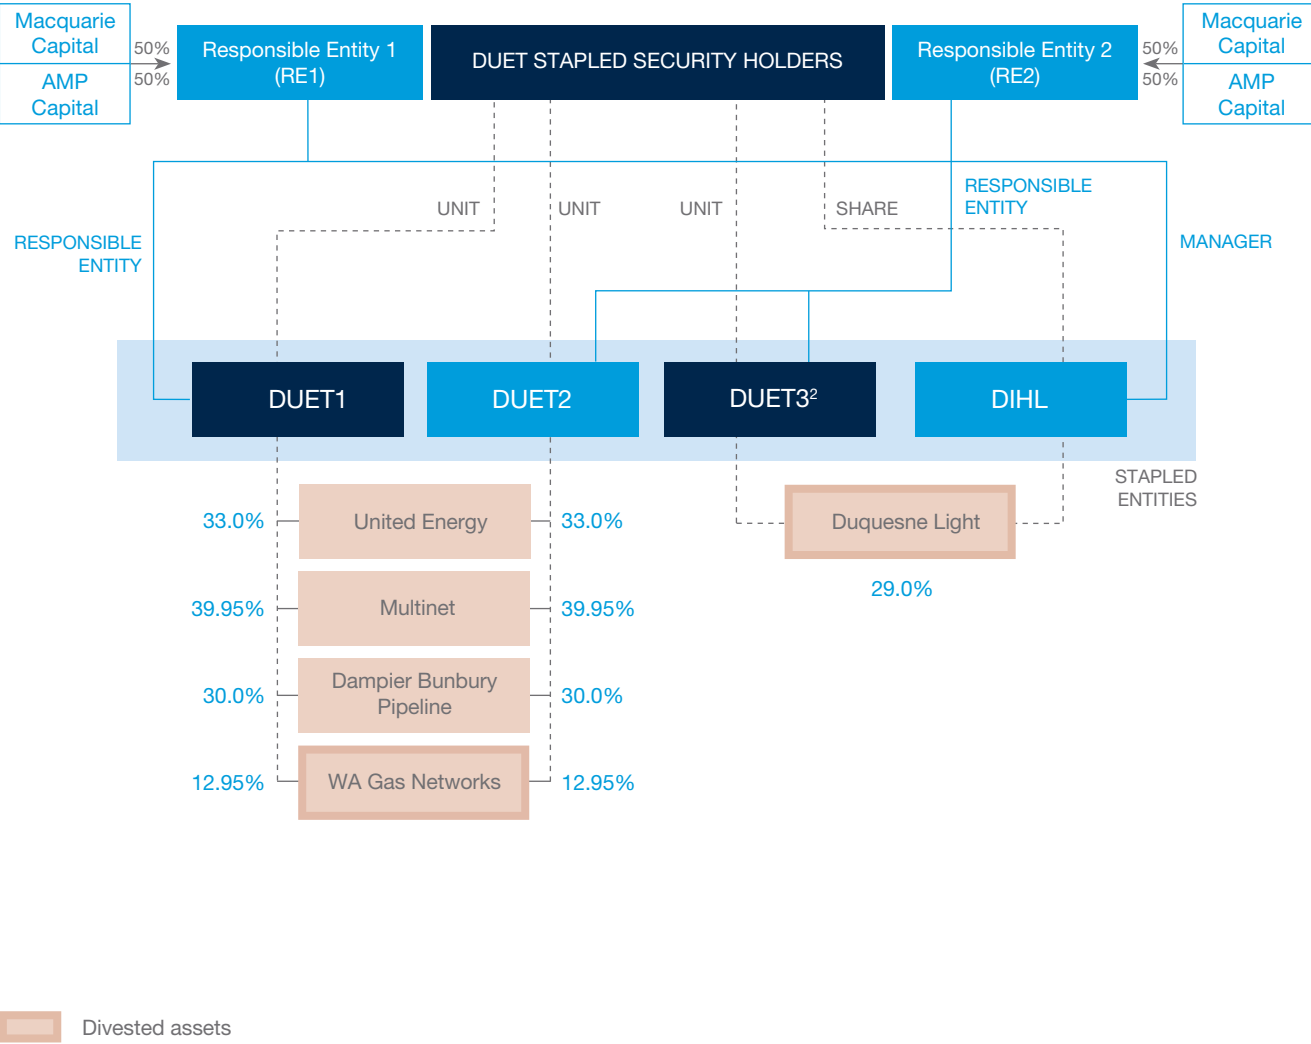 Macquarie
Capital
AMP
Capital
50%
50%
Responsible Entity 1
(RE1)
DUET STAPLED SECURITY HOLDERS
Responsible Entity 2
(RE2)
50%
50%
Macquarie
Capital
AMP
Capital
RESPONSIBLE
ENTITY
UNIT
UNIT
UNIT
SHARE
RESPONSIBLE
ENTITY
MANAGER
DUET1
DUET2
DUET3²
DIHL
STAPLED
ENTITIES
33.0%
United Energy
33.0%
Duquesne Light
29.0%
39.95%
Multinet
39.95%
30.0%
Dampier Bunbury
Pipeline
30.0%
12.95%
WA Gas Networks
12.95%
Divested assets